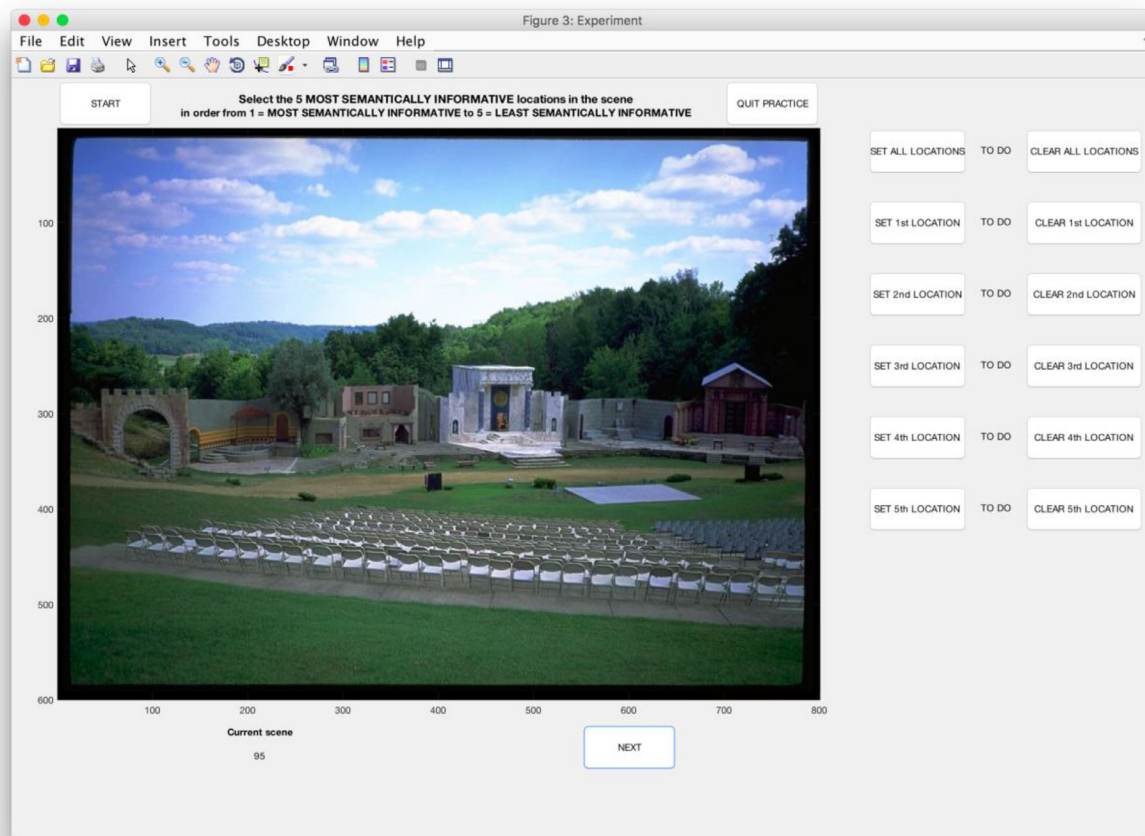 Figure 3: Experiment
File Edit View Insert Tools Desktop Window Help
START
Select the 5 MOST SEMANTICALLY INFORMATIVE locations in the scene
in order from 1 = MOST SEMANTICALLY INFORMATIVE to 5 = LEAST SEMANTICALLY INFORMATIVE
QUIT PRACTICE
SET ALL LOCATIONS TO DO CLEAR ALL LOCATIONS
SET 1st LOCATION TO DO CLEAR 1st LOCATION
SET 2nd LOCATION TO DO CLEAR 2nd LOCATION
SET 3rd LOCATION TO DO CLEAR 3rd LOCATION
SET 4th LOCATION TO DO CLEAR 4th LOCATION
SET 5th LOCATION TO DO CLEAR 5th LOCATION
100
200
300
400
500
600
100 200 300 400 500 600 700 800
Current scene
95
NEXT